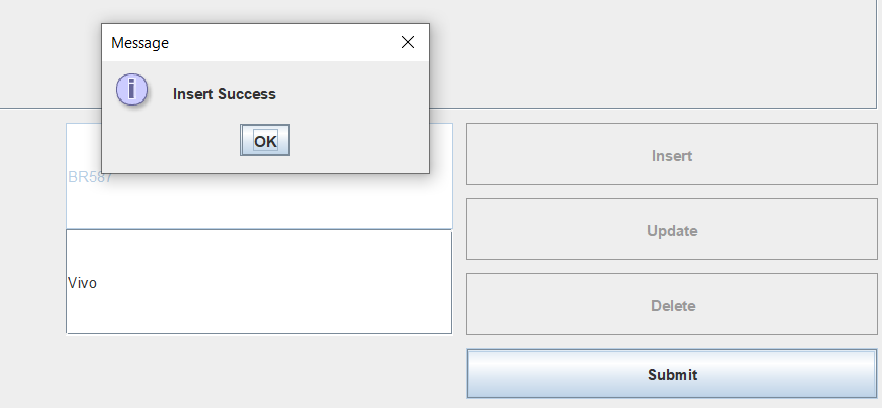 Message
Insert Success
OK
BR587
Vivo
Insert
Update
Delete
Submit